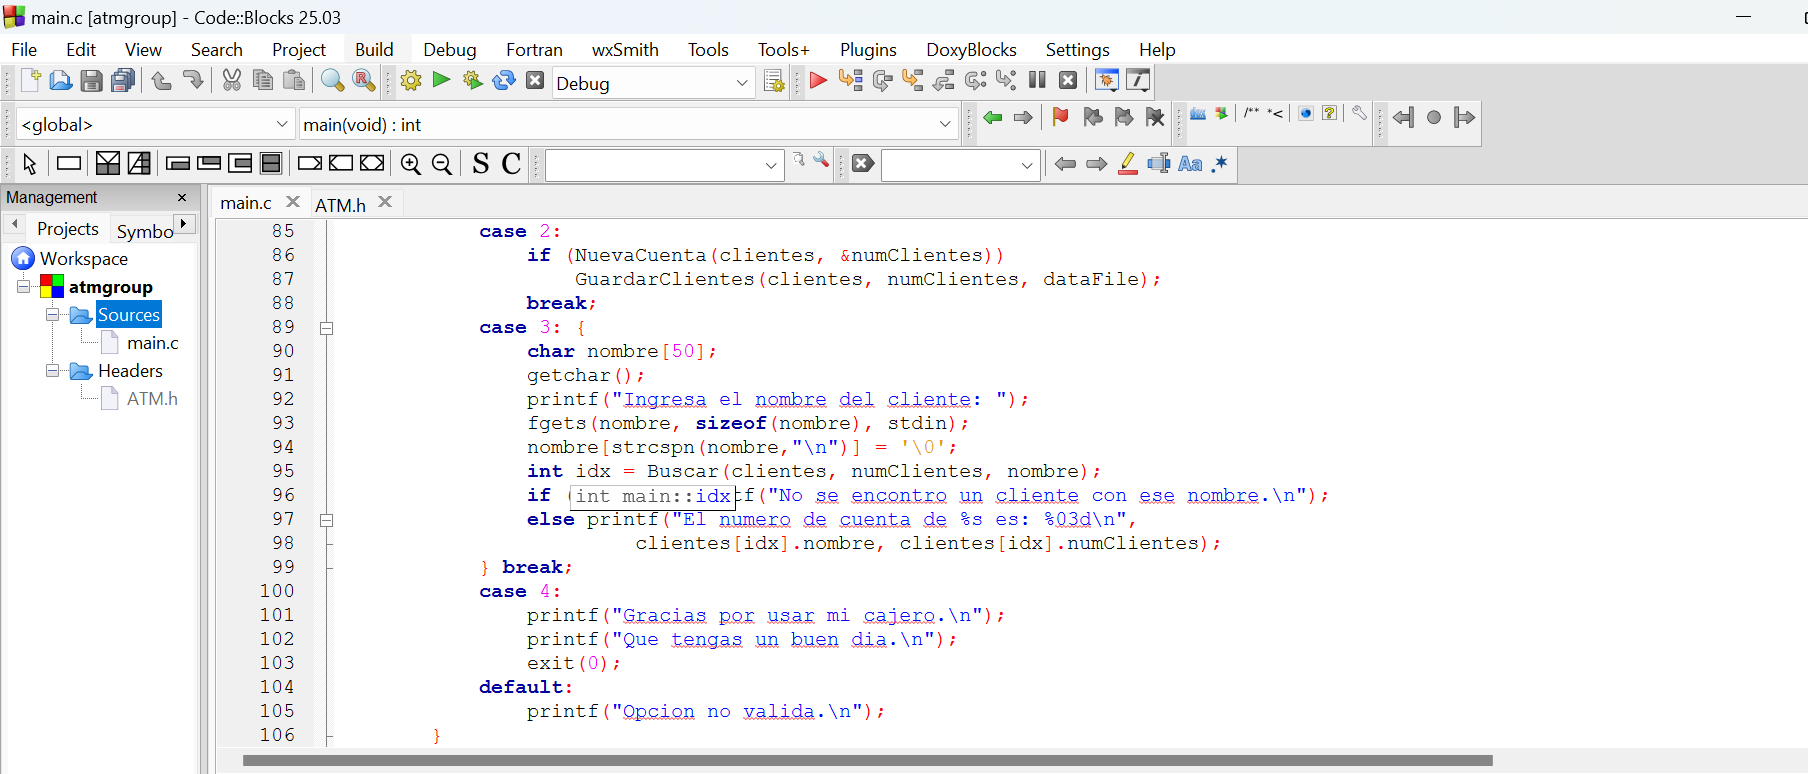 main.c [atmgroup] - Code::Blocks 25.03
File Edit View Search Project Build Debug Fortran wxSmith Tools Tools+ Plugins DoxyBlocks Settings Help
Debug
<global> main(void) : int /** *<
S C Aa .*
Management
main.c ATM.h
Projects Symbo
Workspace
atmgroup
Sources
main.c
Headers
ATM.h
85 case 2:
86 if (NuevaCuenta(clientes, &numClientes))
87 GuardarClientes(clientes, numClientes, dataFile);
88 break;
89 case 3: {
90 char nombre[50];
91 getchar();
92 printf("Ingresa el nombre del cliente: ");
93 fgets(nombre, sizeof(nombre), stdin);
94 nombre[strcspn(nombre,"\n")] = '\0';
95 int idx = Buscar(clientes, numClientes, nombre);
96 if int main::idx tf("No se encontro un cliente con ese nombre.\n");
97 else printf("El numero de cuenta de %s es: %03d\n",
98 clientes[idx].nombre, clientes[idx].numClientes);
99 } break;
100 case 4:
101 printf("Gracias por usar mi cajero.\n");
102 printf("Que tengas un buen dia.\n");
103 exit(0);
104 default:
105 printf("Opcion no valida.\n");
106 }